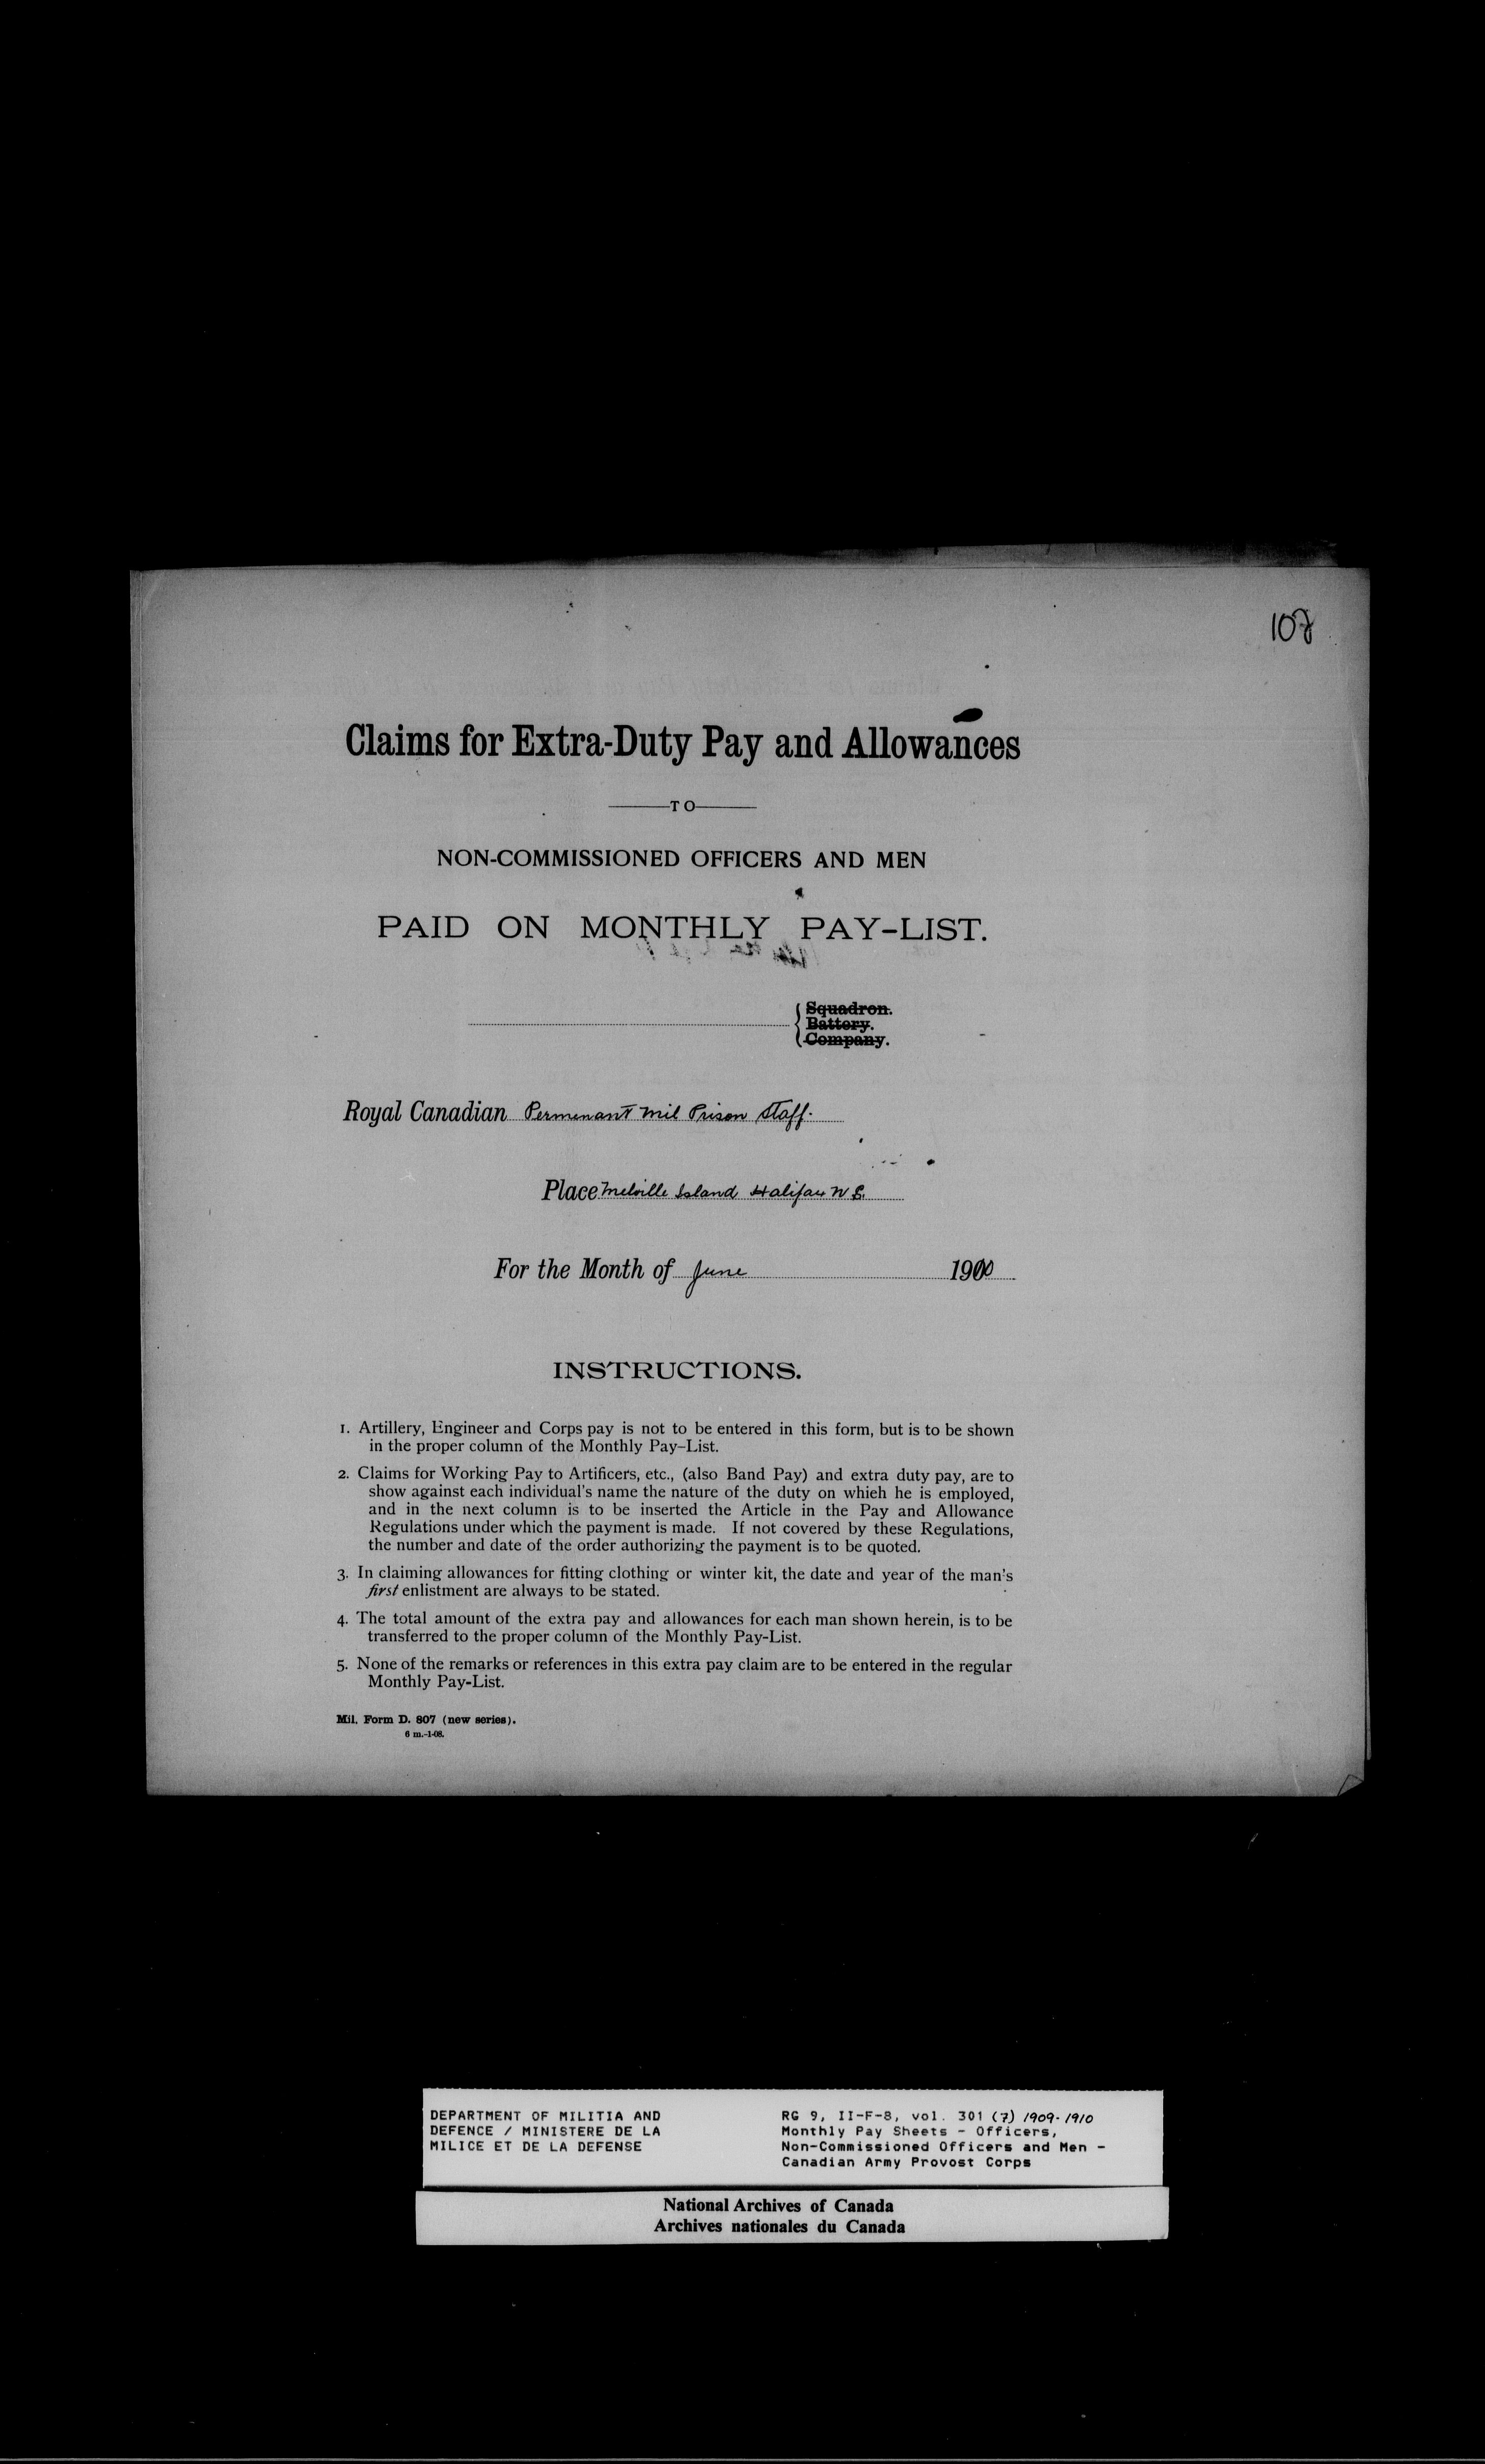 108
Claims for Extra-Duty Pay and Allowances
TO
NON-COMMISSIONED OFFICERS AND MEN
PAID ON MONTHLY PAY-LIST.
Squadron.
Battery.
Company.
Royal Canadian Permenant Mil Prison Staff.
Place Melville Island Halifax N S.
For the Month of June 1900
INSTRUCTIONS.
1. Artillery, Engineer and Corps pay is not to be entered in this form, but is to be shown
in the proper column of the Monthly Pay-List.
2. Claims for Working Pay to Artificers, etc., (also Band Pay) and extra duty pay, are to
show against each individual's name the nature of the duty on whieh he is employed,
and in the next column is to be inserted the Article in the Pay and Allowance
Regulations under which the payment is made. If not covered by these Regulations,
the number and date of the order authorizing the payment is to be quoted.
3. In claiming allowances for fitting clothing or winter kit, the date and year of the man's
first enlistment are always to be stated.
4. The total amount of the extra pay and allowances for each man shown herein, is to be
transferred to the proper column of the Monthly Pay-List.
5. None of the remarks or references in this extra pay claim are to be entered in the regular
Monthly Pay-List.
Mil. Form D. 807 (new series).
6 m.-1-08.
DEPARTMENT OF MILITIA AND
DEFENCE / MINISTERE DE LA
MILICE ET DE LA DEFENSE
RG 9, II-F-8, vol. 301 (7) 1909-1910
Monthly Pay Sheets - Officers,
Non-Commissioned Officers and Men -
Canadian Army Provost Corps
National Archives of Canada
Archives nationales du Canada